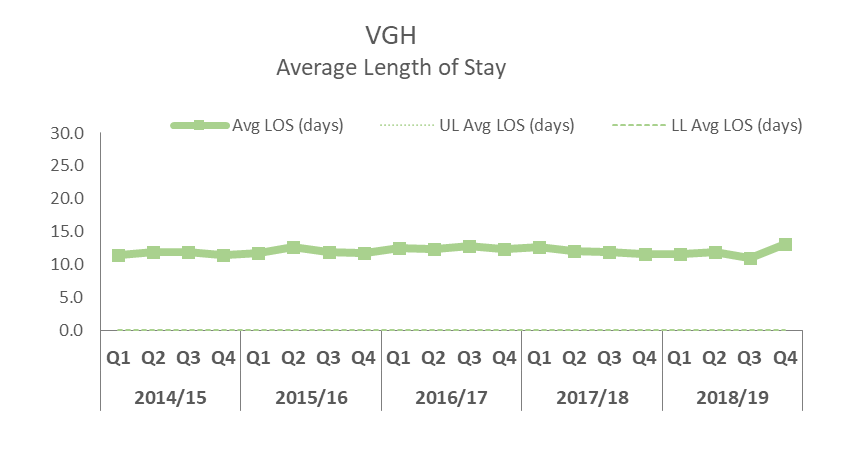 VGH
Average Length of Stay
Avg LOS (days) UL Avg LOS (days) LL Avg LOS (days)
30.0
25.0
20.0
15.0
10.0
5.0
0.0
Q1 Q2 Q3 Q4 Q1 Q2 Q3 Q4 Q1 Q2 Q3 Q4 Q1 Q2 Q3 Q4 Q1 Q2 Q3 Q4
2014/15 2015/16 2016/17 2017/18 2018/19